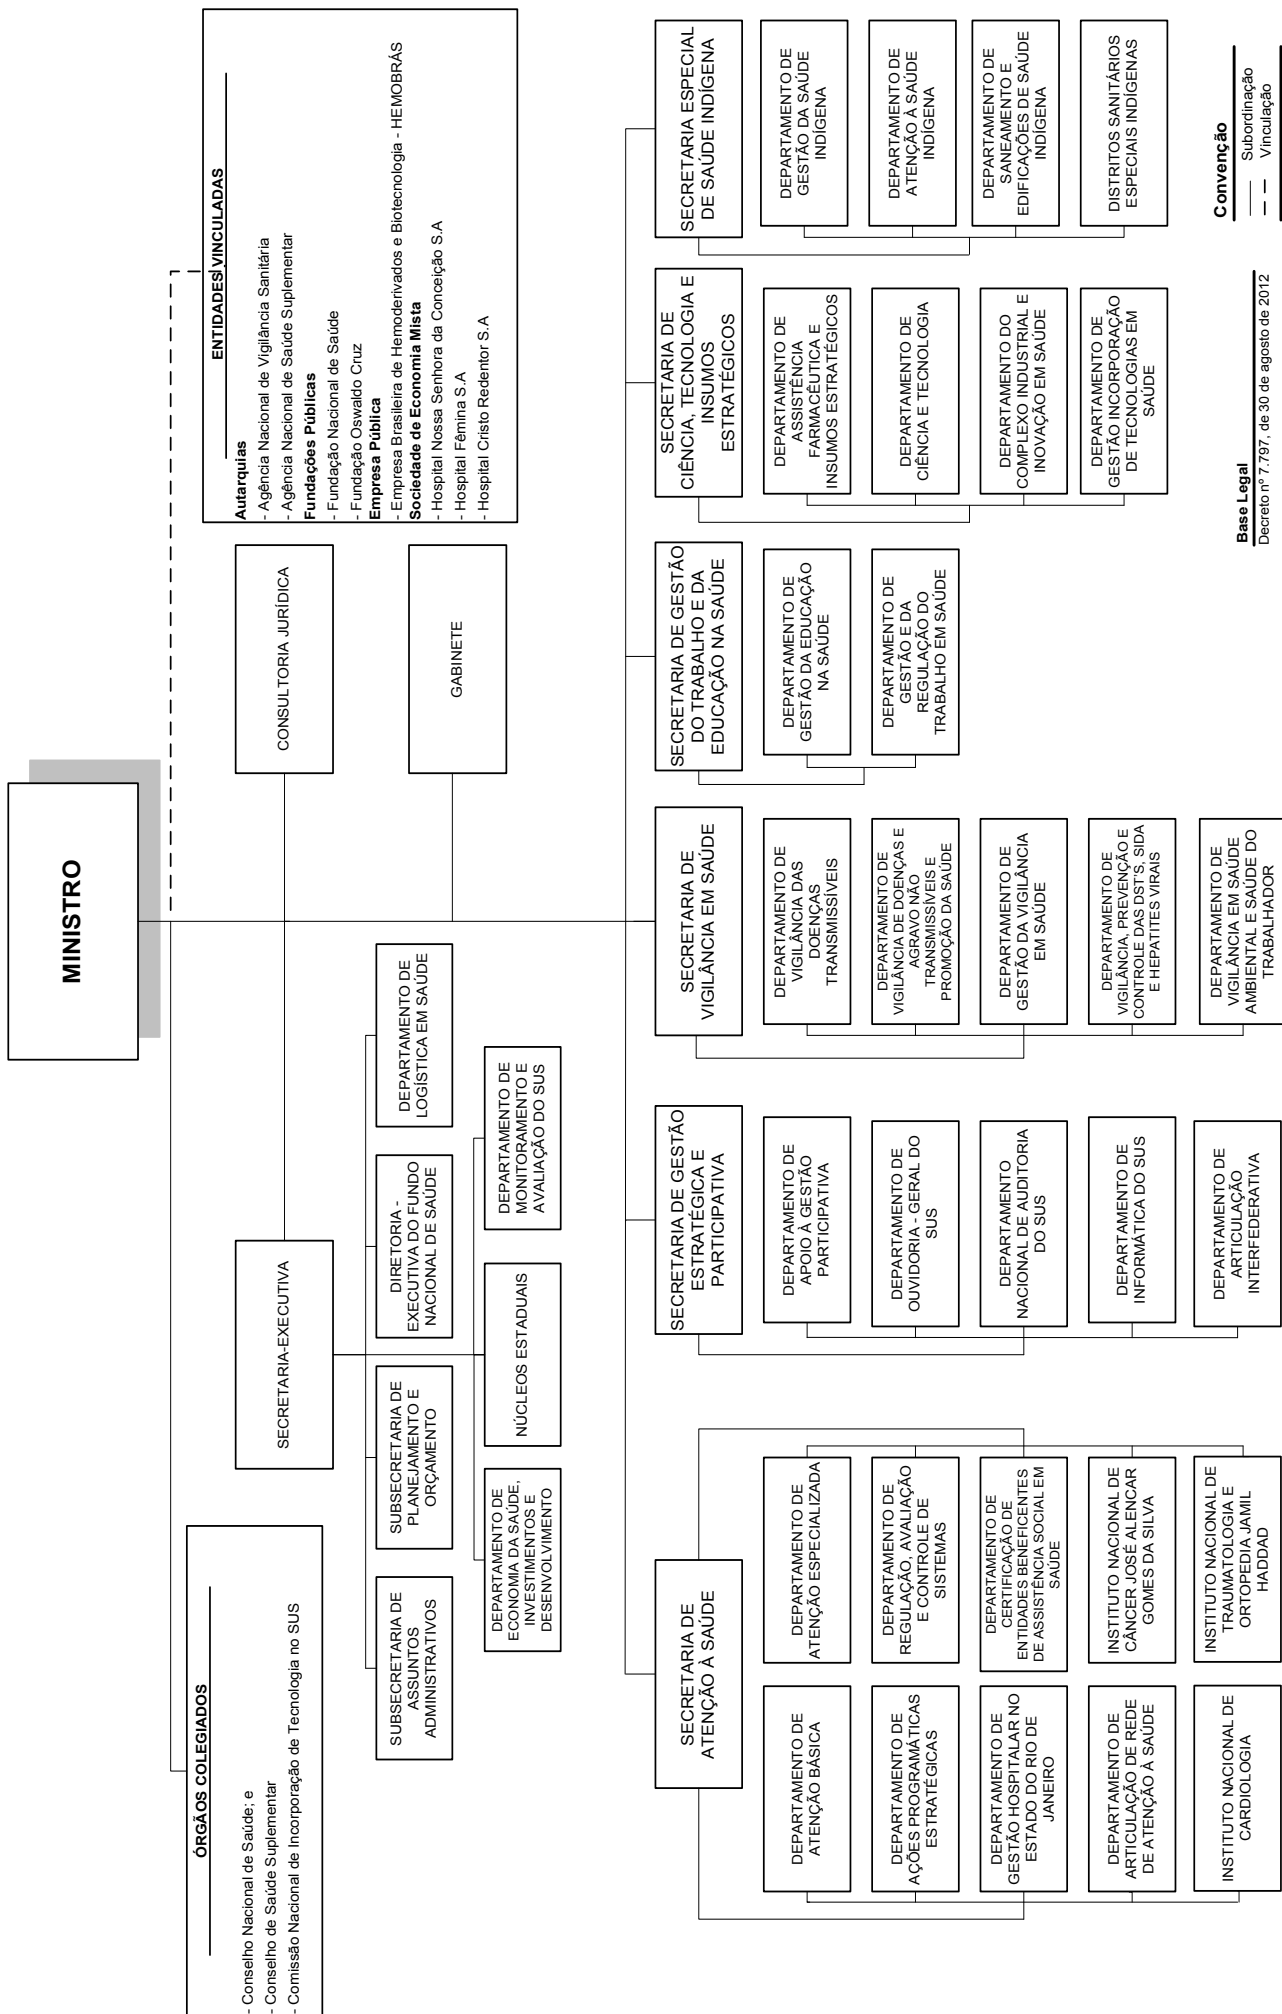 MINISTRO
ÓRGÃOS COLEGIADOS
- Conselho Nacional de Saúde; e
- Conselho de Saúde Suplementar
- Comissão Nacional de Incorporação de Tecnologia no SUS
SECRETARIA-EXECUTIVA
CONSULTORIA JURÍDICA
GABINETE
ENTIDADES VINCULADAS
Autarquias
- Agência Nacional de Vigilância Sanitária
- Agência Nacional de Saúde Suplementar
Fundações Públicas
- Fundação Nacional de Saúde
- Fundação Oswaldo Cruz
Empresa Pública
- Empresa Brasileira de Hemoderivados e Biotecnologia - HEMOBRÁS
Sociedade de Economia Mista
- Hospital Nossa Senhora da Conceição S.A
- Hospital Fêmina S.A
- Hospital Cristo Redentor S.A
SUBSECRETARIA DE
ASSUNTOS
ADMINISTRATIVOS
SUBSECRETARIA DE
PLANEJAMENTO E
ORÇAMENTO
DIRETORIA -
EXECUTIVA DO FUNDO
NACIONAL DE SAÚDE
DEPARTAMENTO DE
LOGÍSTICA EM SAÚDE
DEPARTAMENTO DE
ECONOMIA DA SAÚDE,
INVESTIMENTOS E
DESENVOLVIMENTO
NÚCLEOS ESTADUAIS
DEPARTAMENTO DE
MONITORAMENTO E
AVALIAÇÃO DO SUS
SECRETARIA DE
ATENÇÃO À SAÚDE
DEPARTAMENTO DE
ATENÇÃO BÁSICA
DEPARTAMENTO DE
AÇÕES PROGRAMÁTICAS
ESTRATÉGICAS
DEPARTAMENTO DE
GESTÃO HOSPITALAR NO
ESTADO DO RIO DE
JANEIRO
DEPARTAMENTO DE
ARTICULAÇÃO DE REDE
DE ATENÇÃO À SAÚDE
INSTITUTO NACIONAL DE
CARDIOLOGIA
DEPARTAMENTO DE
ATENÇÃO ESPECIALIZADA
DEPARTAMENTO DE
REGULAÇÃO, AVALIAÇÃO
E CONTROLE DE
SISTEMAS
DEPARTAMENTO DE
CERTIFICAÇÃO DE
ENTIDADES BENEFICENTES
DE ASSISTÊNCIA SOCIAL EM
SAÚDE
INSTITUTO NACIONAL DE
CÂNCER JOSÉ ALENCAR
GOMES DA SILVA
INSTITUTO NACIONAL DE
TRAUMATOLOGIA E
ORTOPEDIA JAMIL
HADDAD
SECRETARIA DE GESTÃO
ESTRATÉGICA E
PARTICIPATIVA
DEPARTAMENTO DE
APOIO À GESTÃO
PARTICIPATIVA
DEPARTAMENTO DE
OUVIDORIA - GERAL DO
SUS
DEPARTAMENTO
NACIONAL DE AUDITORIA
DO SUS
DEPARTAMENTO DE
INFORMÁTICA DO SUS
DEPARTAMENTO DE
ARTICULAÇÃO
INTERFEDERATIVA
SECRETARIA DE
VIGILÂNCIA EM SAÚDE
DEPARTAMENTO DE
VIGILÂNCIA DAS
DOENÇAS
TRANSMISSÍVEIS
DEPARTAMENTO DE
VIGILÂNCIA DE DOENÇAS E
AGRAVO NÃO
TRANSMISSÍVEIS E
PROMOÇÃO DA SAÚDE
DEPARTAMENTO DE
GESTÃO DA VIGILÂNCIA
EM SAÚDE
DEPARTAMENTO DE
VIGILÂNCIA, PREVENÇÃO E
CONTROLE DAS DST'S, SIDA
E HEPATITES VIRAIS
DEPARTAMENTO DE
VIGILÂNCIA EM SAÚDE
AMBIENTAL E SAÚDE DO
TRABALHADOR
SECRETARIA DE GESTÃO
DO TRABALHO E DA
EDUCAÇÃO NA SAÚDE
DEPARTAMENTO DE
GESTÃO DA EDUCAÇÃO
NA SAÚDE
DEPARTAMENTO DE
GESTÃO E DA
REGULAÇÃO DO
TRABALHO EM SAÚDE
SECRETARIA DE
CIÊNCIA, TECNOLOGIA E
INSUMOS
ESTRATÉGICOS
DEPARTAMENTO DE
ASSISTÊNCIA
FARMACÊUTICA E
INSUMOS ESTRATÉGICOS
DEPARTAMENTO DE
CIÊNCIA E TECNOLOGIA
DEPARTAMENTO DO
COMPLEXO INDUSTRIAL E
INOVAÇÃO EM SAÚDE
DEPARTAMENTO DE
GESTÃO INCORPORAÇÃO
DE TECNOLOGIAS EM
SAÚDE
SECRETARIA ESPECIAL
DE SAÚDE INDÍGENA
DEPARTAMENTO DE
GESTÃO DA SAÚDE
INDÍGENA
DEPARTAMENTO DE
ATENÇÃO À SAÚDE
INDÍGENA
DEPARTAMENTO DE
SANEAMENTO E
EDIFICAÇÕES DE SAÚDE
INDÍGENA
DISTRITOS SANITÁRIOS
ESPECIAIS INDÍGENAS
Base Legal
Decreto nº 7.797, de 30 de agosto de 2012
Convenção
Subordinação
Vinculação